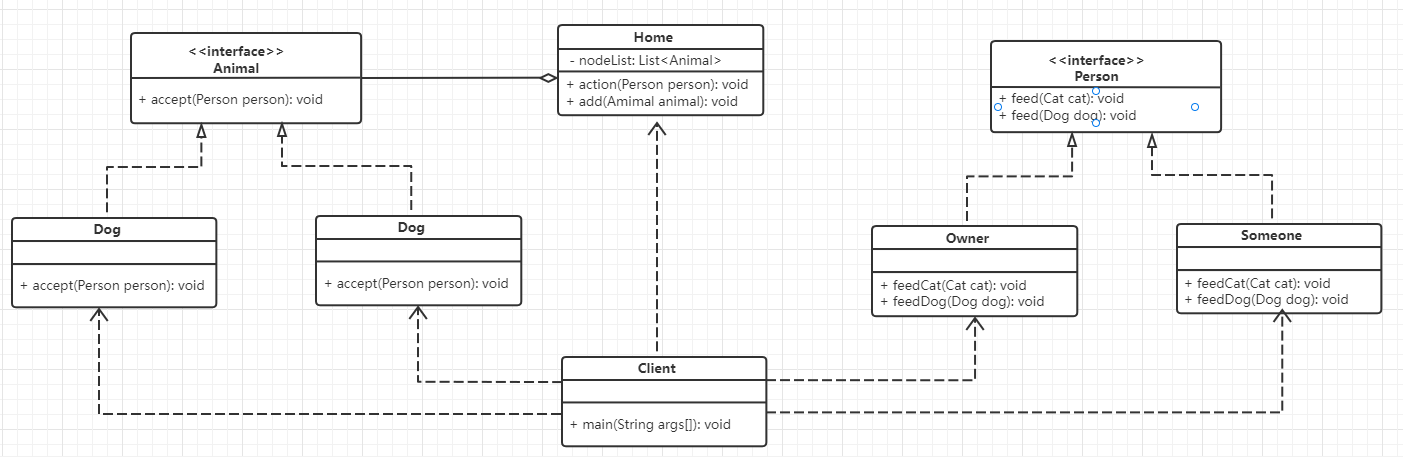 <<interface>>
Animal
+ accept(Person person): void
Home
- nodeList: List<Animal>
+ action(Person person): void
+ add(Amimal animal): void
<<interface>>
Person
+ feed(Cat cat): void
+ feed(Dog dog): void
Dog
+ accept(Person person): void
Dog
+ accept(Person person): void
Owner
+ feedCat(Cat cat): void
+ feedDog(Dog dog): void
Someone
+ feedCat(Cat cat): void
+ feedDog(Dog dog): void
Client
+ main(String args[]): void